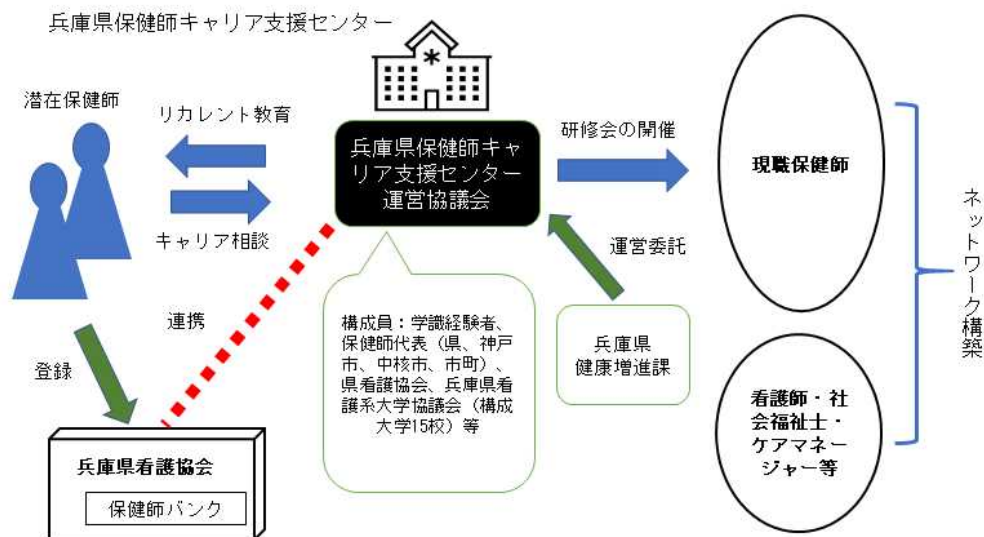 兵庫県保健師キャリア支援センター
潜在保健師
リカレント教育
キャリア相談
兵庫県保健師キャ
リア支援センター
運営協議会
研修会の開催
現職保健師
ネットワーク構築
運営委託
連携
登録
構成員：学識経験者、
保健師代表（県、神戸
市、中核市、市町）、
県看護協会、兵庫県看
護系大学協議会（構成
大学15校）等
兵庫県
健康増進課
看護師・社
会福祉士・
ケアマネー
ジャー等
兵庫県看護協会
保健師バンク